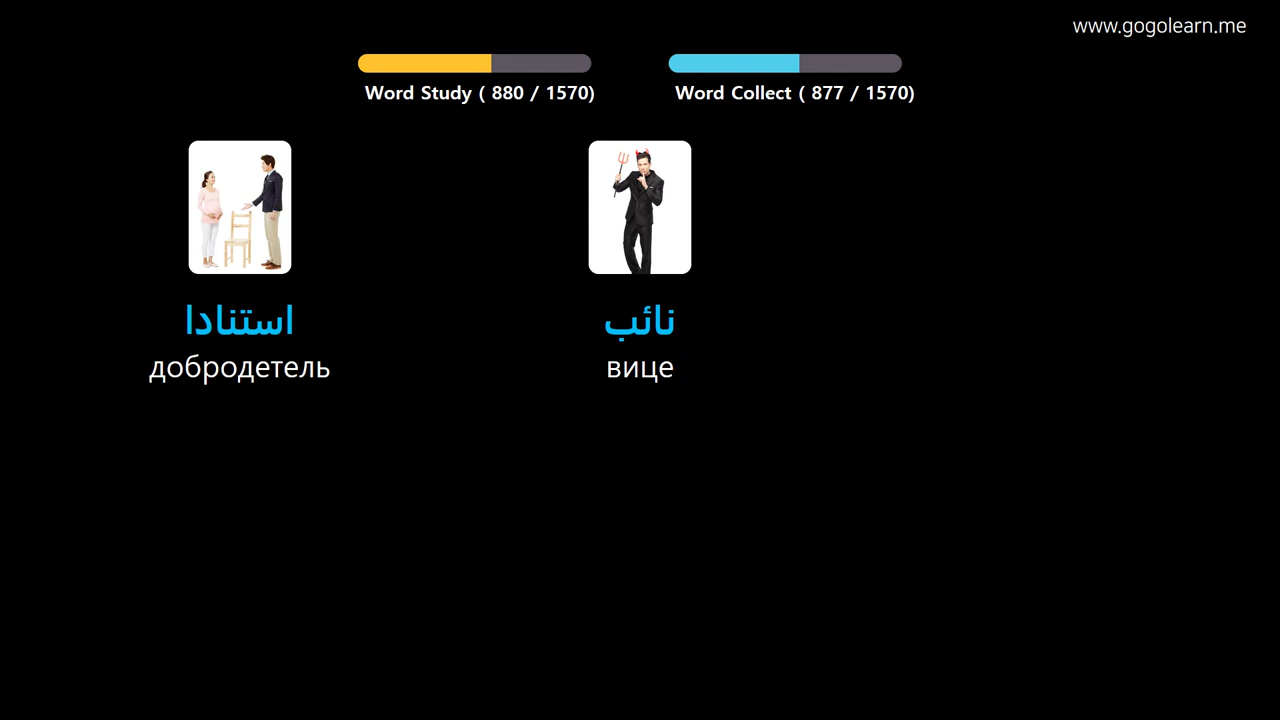 www.gogolearn.me
Word Study ( 880 / 1570)
Word Collect ( 877 / 1570)
استنادا
добродетель
نائب
вице